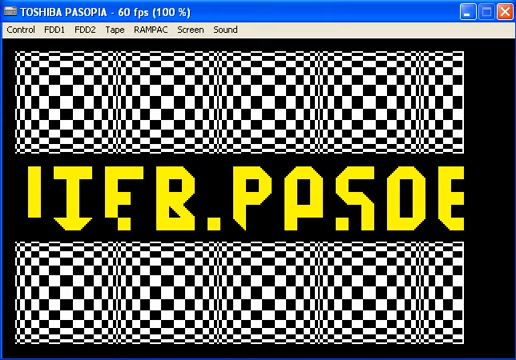 TOSHIBA PASOPIA - 60 fps (100 %)
Control FDD1 FDD2 Tape RAMPAC Screen Sound